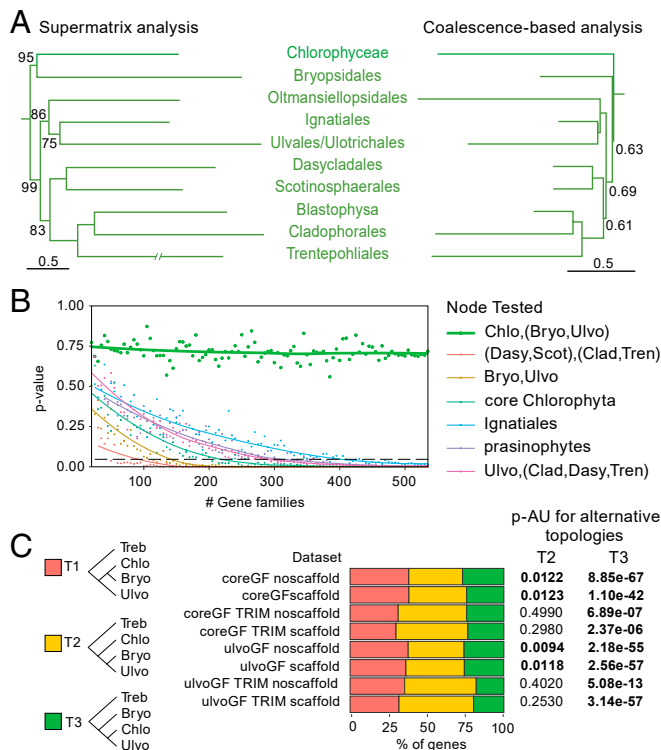 A
Supermatrix analysis
Coalescence-based analysis
Chlorophyceae
Bryopsidales
Oltmansiellopsidales
Ignatiales
Ulvales/Ulotrichales
Dasycladales
Scotinosphaerales
Blastophysa
Cladophorales
Trentepohliales
95
86
75
99
83
0.5
0.63
0.69
0.61
0.5
B
1.00
0.75
0.50
0.25
0.00
p-value
100 200 300 400 500
# Gene families
Node Tested
Chlo,(Bryo,Ulvo)
(Dasy,Scot),(Clad,Tren)
Bryo,Ulvo
core Chlorophyta
Ignatiales
prasinophytes
Ulvo,(Clad,Dasy,Tren)
C
T1
Treb
Chlo
Bryo
Ulvo
T2
Treb
Chlo
Bryo
Ulvo
T3
Treb
Bryo
Chlo
Ulvo
p-AU for alternative
topologies
Dataset T2 T3
coreGF noscaffold 0.0122 8.85e-67
coreGFscaffold 0.0123 1.10e-42
coreGF TRIM noscaffold 0.4990 6.89e-07
coreGF TRIM scaffold 0.2980 2.37e-06
ulvoGF noscaffold 0.0094 2.18e-55
ulvoGF scaffold 0.0118 2.56e-57
ulvoGF TRIM noscaffold 0.4020 5.08e-13
ulvoGF TRIM scaffold 0.2530 3.14e-57
0 25 50 75 100
% of genes